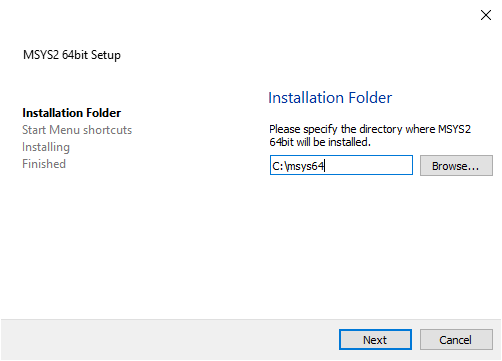 MSYS2 64bit Setup
Installation Folder
Start Menu shortcuts
Installing
Finished
Installation Folder
Please specify the directory where MSYS2
64bit will be installed.
C:\msys64
Browse...
Next
Cancel